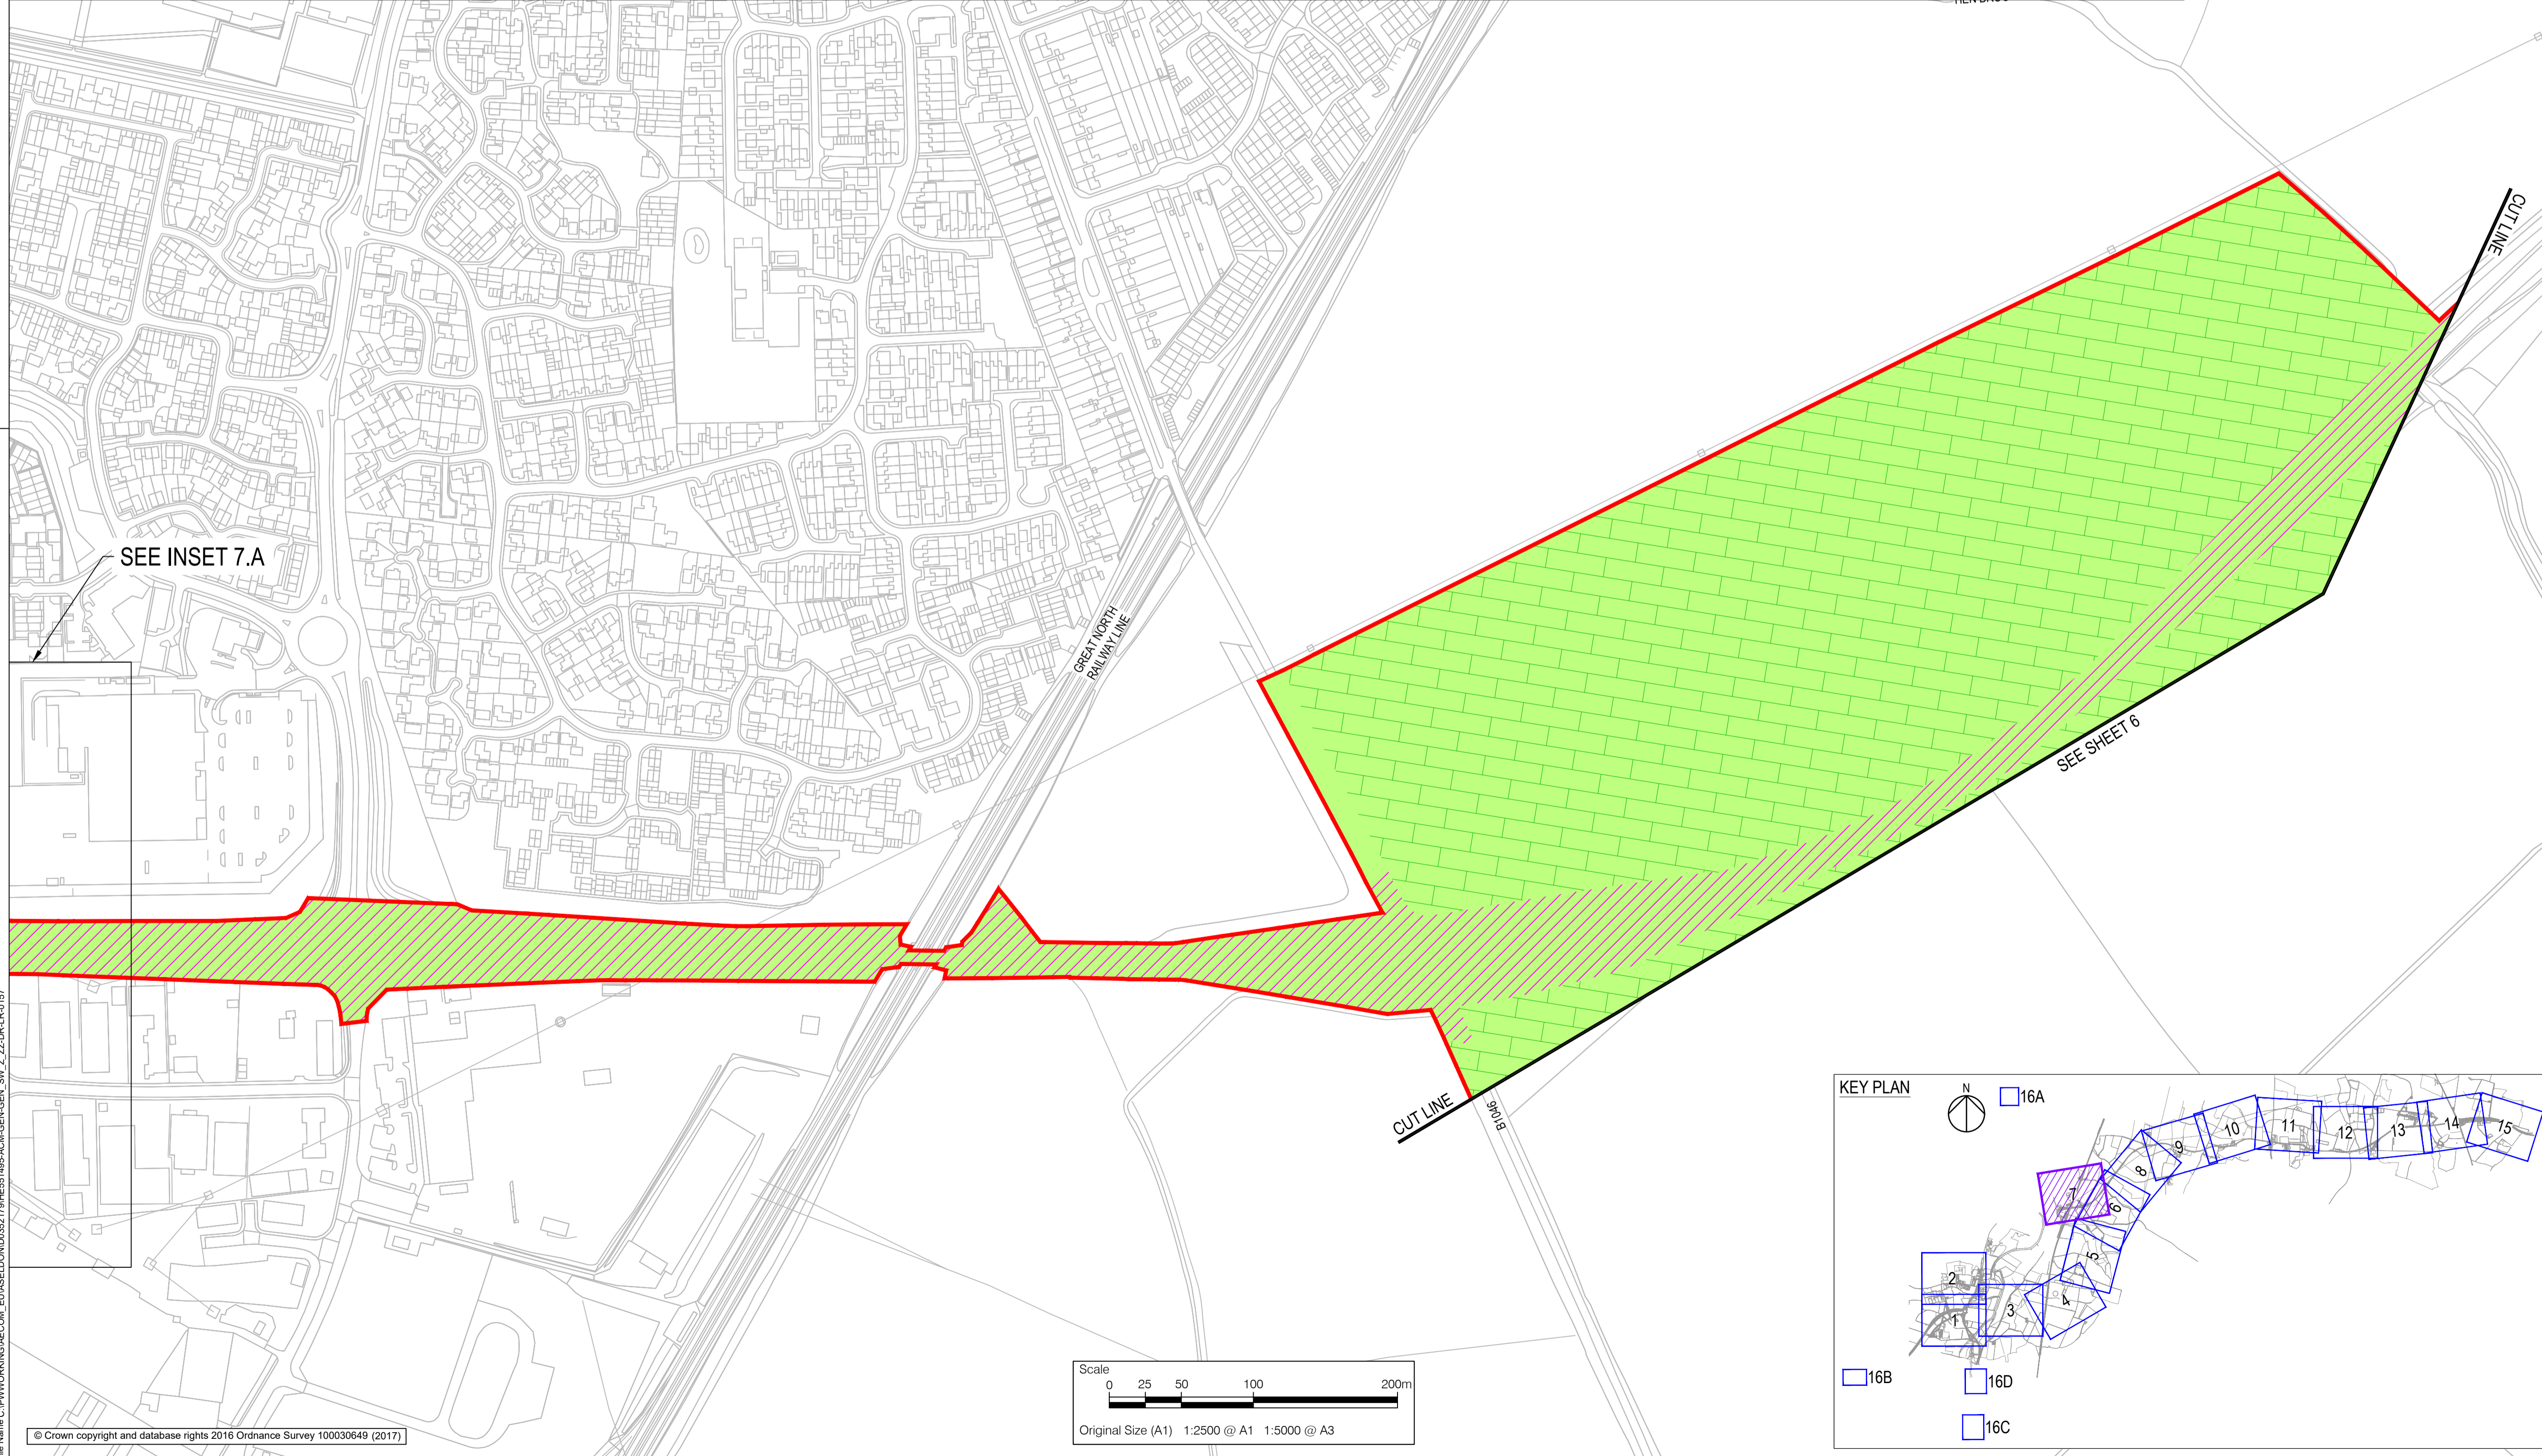 CUT LINE
SEE INSET 7.A
GREAT NORTH
RAILWAY LINE
SEE SHEET 6
CUT LINE
B1046
KEY PLAN
N
16A
1
2
3
4
5
6
7
8
9
10
11
12
13
14
15
16B
16D
16C
Scale
0 25 50 100 200m
Original Size (A1) 1:2500 @ A1 1:5000 @ A3
© Crown copyright and database rights 2016 Ordnance Survey 100030649 (2017)